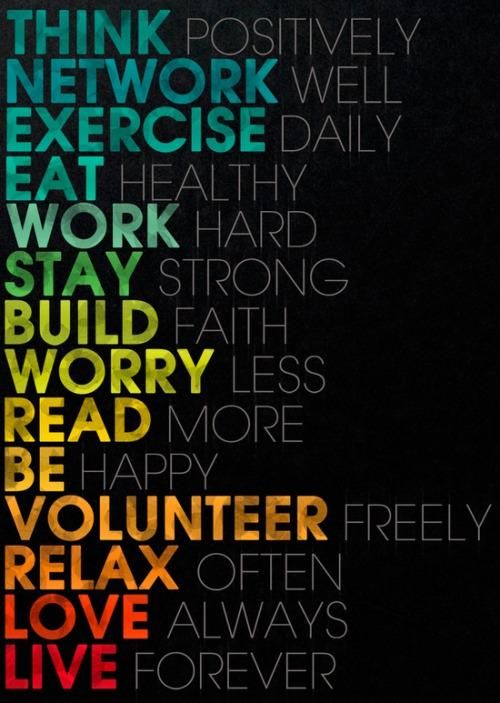 THINK POSITIVELY
NETWORK WELL
EXERCISE DAILY
EAT HEALTHY
WORK HARD
STAY STRONG
BUILD FAITH
WORRY LESS
READ MORE
BE HAPPY
VOLUNTEER FREELY
RELAX OFTEN
LOVE ALWAYS
LIVE FOREVER